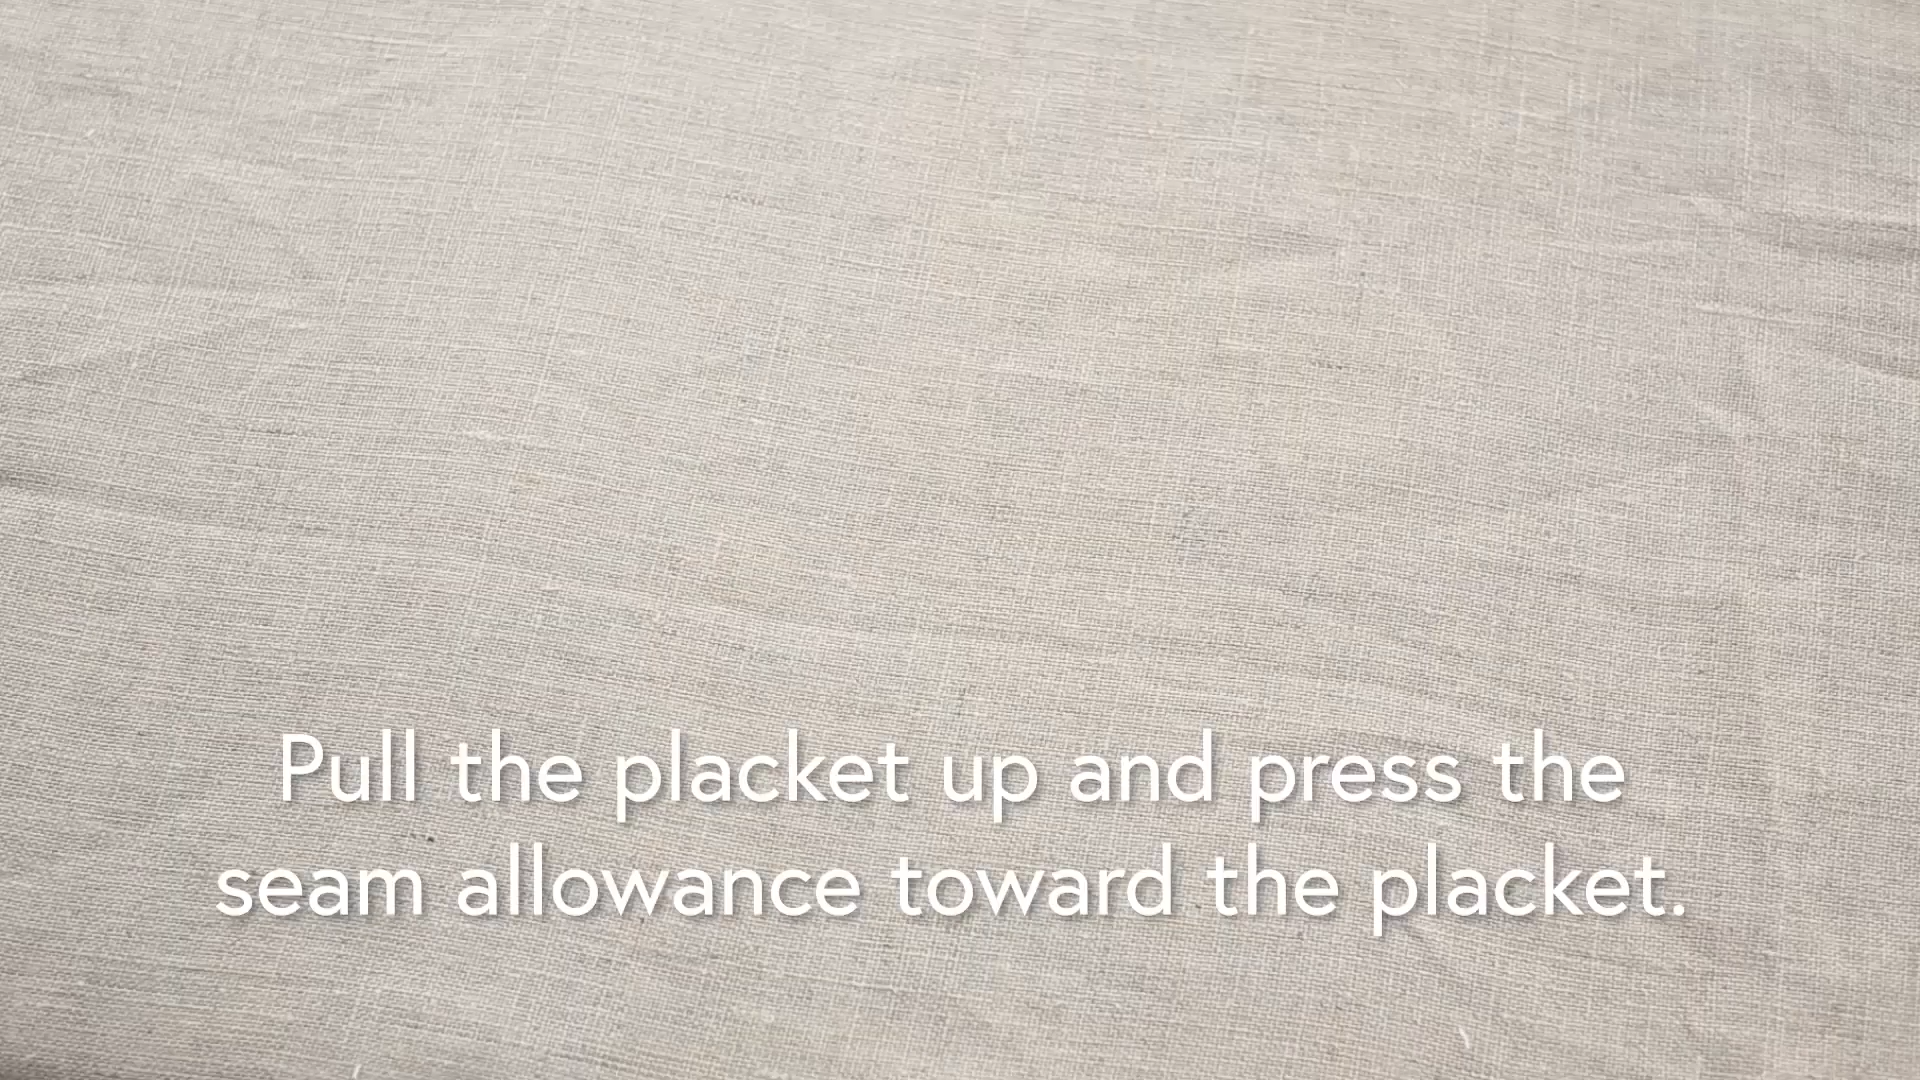 Pull the placket up and press the
seam allowance toward the placket.